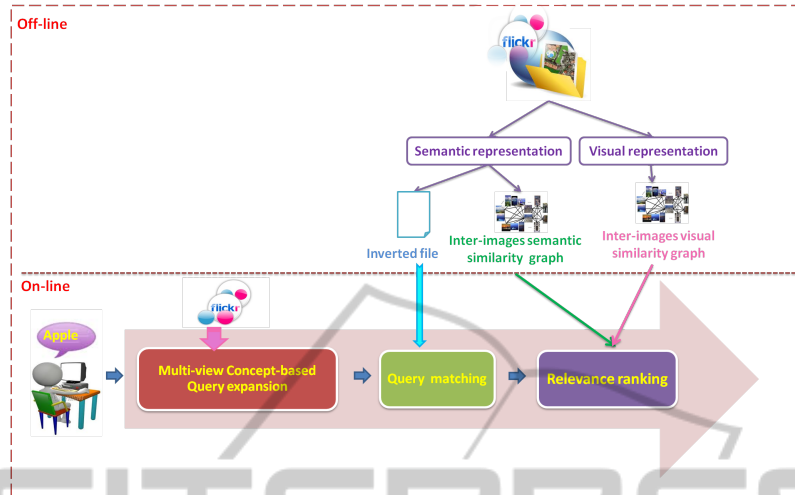 Off-line
flickr
Semantic representation
Visual representation
Inverted file
Inter-images semantic
similarity graph
Inter-images visual
similarity graph
On-line
flickr
Apple
Multi-view Concept-based
Query expansion
Query matching
Relevance ranking